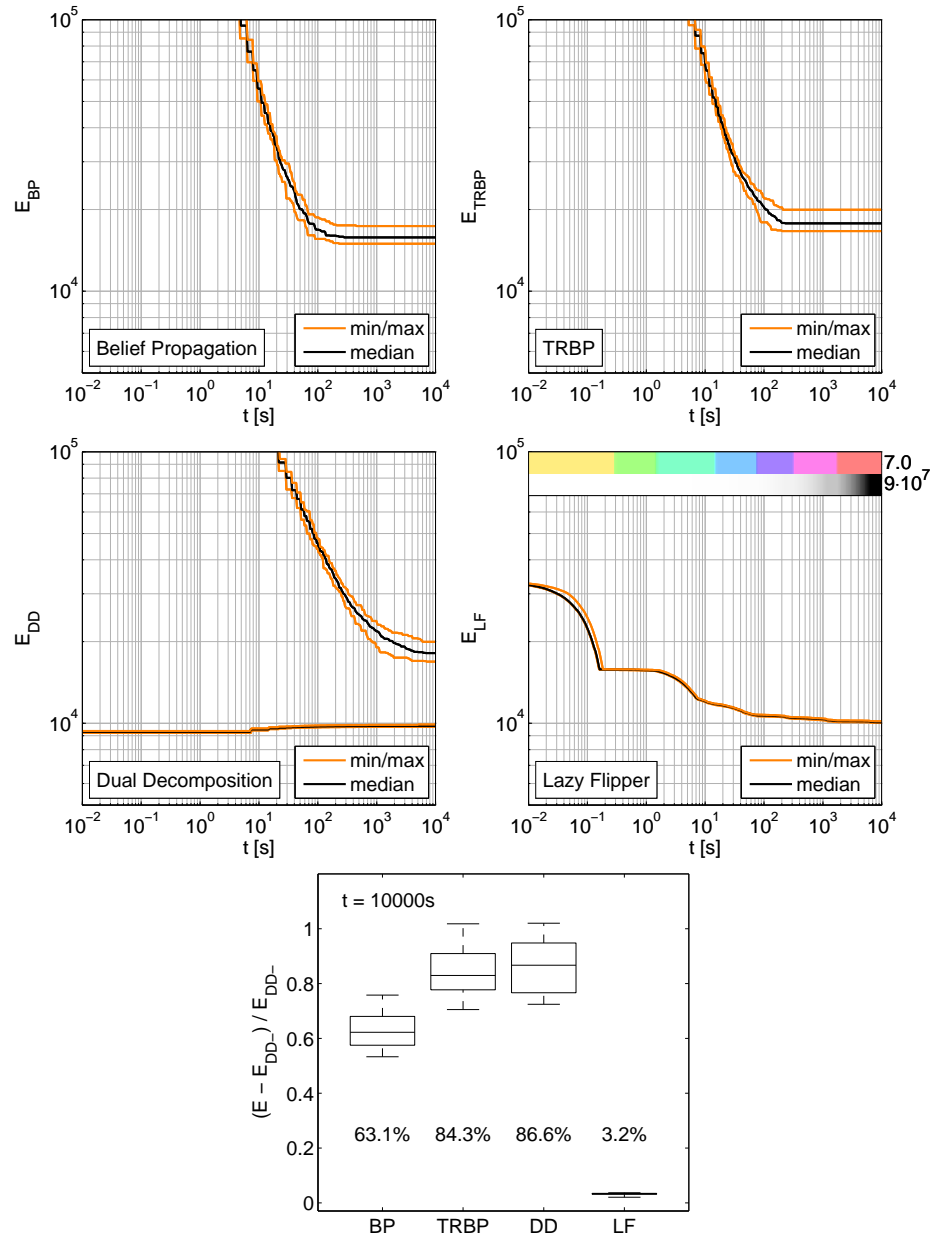 10^5
10^4
E_BP
Belief Propagation
min/max
median
10^−2 10^−1 10^0 10^1 10^2 10^3 10^4
t [s]
10^5
10^4
E_TRBP
TRBP
min/max
median
10^−2 10^−1 10^0 10^1 10^2 10^3 10^4
t [s]
10^5
10^4
E_DD
Dual Decomposition
min/max
median
10^−2 10^−1 10^0 10^1 10^2 10^3 10^4
t [s]
10^5
7.0
9·10^7
10^4
E_LF
Lazy Flipper
min/max
median
10^−2 10^−1 10^0 10^1 10^2 10^3 10^4
t [s]
t = 10000s
1
0.8
0.6
0.4
0.2
0
(E − E_DD−) / E_DD−
63.1% 84.3% 86.6% 3.2%
BP TRBP DD LF